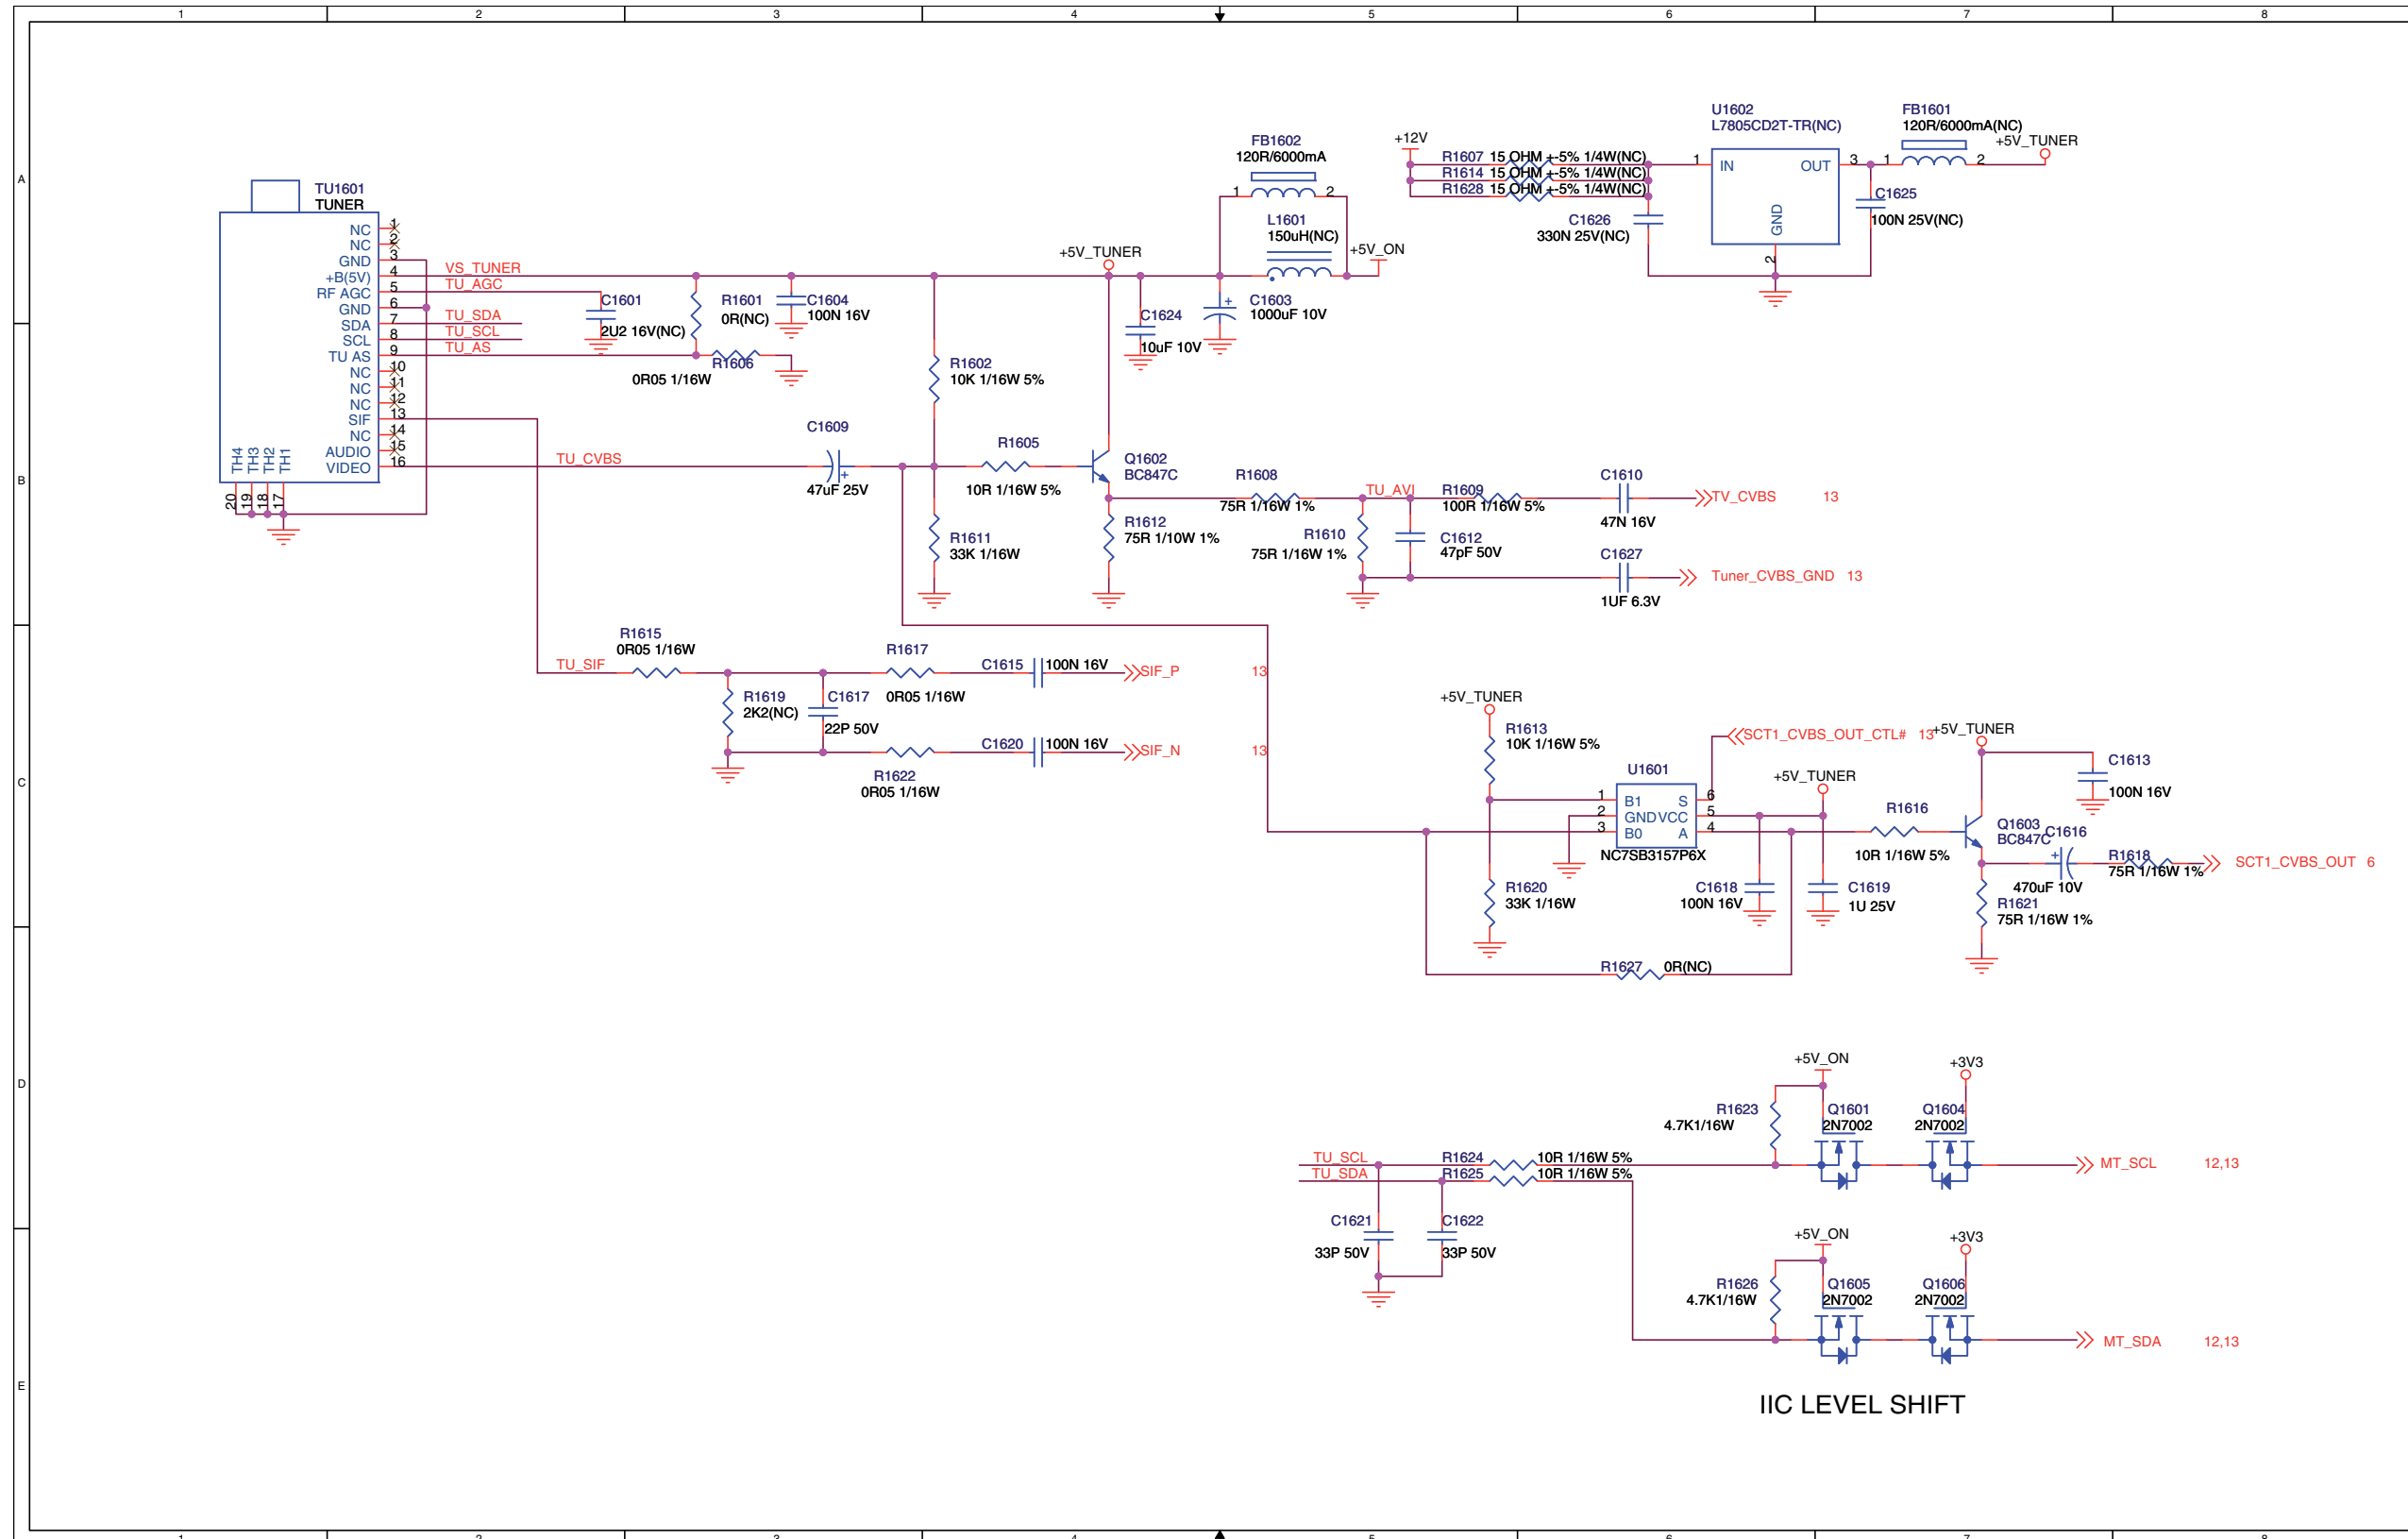 1 2 3 4 5 6 7 8
A
B
C
D
E
TU1601
TUNER
NC 1
NC 2
GND 3
+B(5V) 4
RF AGC 5
GND 6
SDA 7
SCL 8
TU AS 9
NC 10
NC 11
NC 12
SIF 13
NC 14
AUDIO 15
VIDEO 16
TH4 TH3 TH2 TH1
20 19 18 17
VS_TUNER
TU_AGC
TU_SDA
TU_SCL
TU_AS
C1601
2U2 16V(NC)
R1601
0R(NC)
C1604
100N 16V
R1606
0R05 1/16W
R1602
10K 1/16W 5%
TU_CVBS
C1609
47uF 25V
R1605
10R 1/16W 5%
R1611
33K 1/16W
+5V_TUNER
Q1602
BC847C
R1612
75R 1/10W 1%
C1624
10uF 10V
C1603
1000uF 10V
FB1602
120R/6000mA
1 2
L1601
150uH(NC)
+5V_ON
+12V
R1607 15 OHM +-5% 1/4W(NC)
R1614 15 OHM +-5% 1/4W(NC)
R1628 15 OHM +-5% 1/4W(NC)
C1626
330N 25V(NC)
U1602
L7805CD2T-TR(NC)
1 IN OUT 3
GND
2
FB1601
120R/6000mA(NC)
1 2
+5V_TUNER
C1625
100N 25V(NC)
R1608
75R 1/16W 1%
TU_AVI
R1609
100R 1/16W 5%
C1610
47N 16V
TV_CVBS 13
R1610
75R 1/16W 1%
C1612
47pF 50V
C1627
1UF 6.3V
Tuner_CVBS_GND 13
TU_SIF
R1615
0R05 1/16W
R1619
2K2(NC)
C1617
22P 50V
R1617
0R05 1/16W
C1615 100N 16V
SIF_P 13
R1622
0R05 1/16W
C1620 100N 16V
SIF_N 13
+5V_TUNER
R1613
10K 1/16W 5%
R1620
33K 1/16W
U1601
1 B1 S 6
2 GND VCC 5
3 B0 A 4
NC7SB3157P6X
SCT1_CVBS_OUT_CTL# 13
+5V_TUNER
C1618
100N 16V
C1619
1U 25V
R1616
10R 1/16W 5%
+5V_TUNER
C1613
100N 16V
Q1603
BC847C
C1616
470uF 10V
R1618
75R 1/16W 1%
SCT1_CVBS_OUT 6
R1621
75R 1/16W 1%
R1627 0R(NC)
TU_SCL
TU_SDA
R1624 10R 1/16W 5%
R1625 10R 1/16W 5%
C1621
33P 50V
C1622
33P 50V
+5V_ON
R1623
4.7K1/16W
Q1601
2N7002
+3V3
Q1604
2N7002
MT_SCL 12,13
+5V_ON
R1626
4.7K1/16W
Q1605
2N7002
+3V3
Q1606
2N7002
MT_SDA 12,13
IIC LEVEL SHIFT